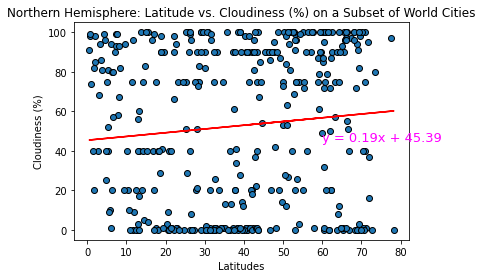 Northern Hemisphere: Latitude vs. Cloudiness (%) on a Subset of World Cities
100
80
60
40
20
0
Cloudiness (%)
y = 0.19x + 45.39
0 10 20 30 40 50 60 70 80
Latitudes